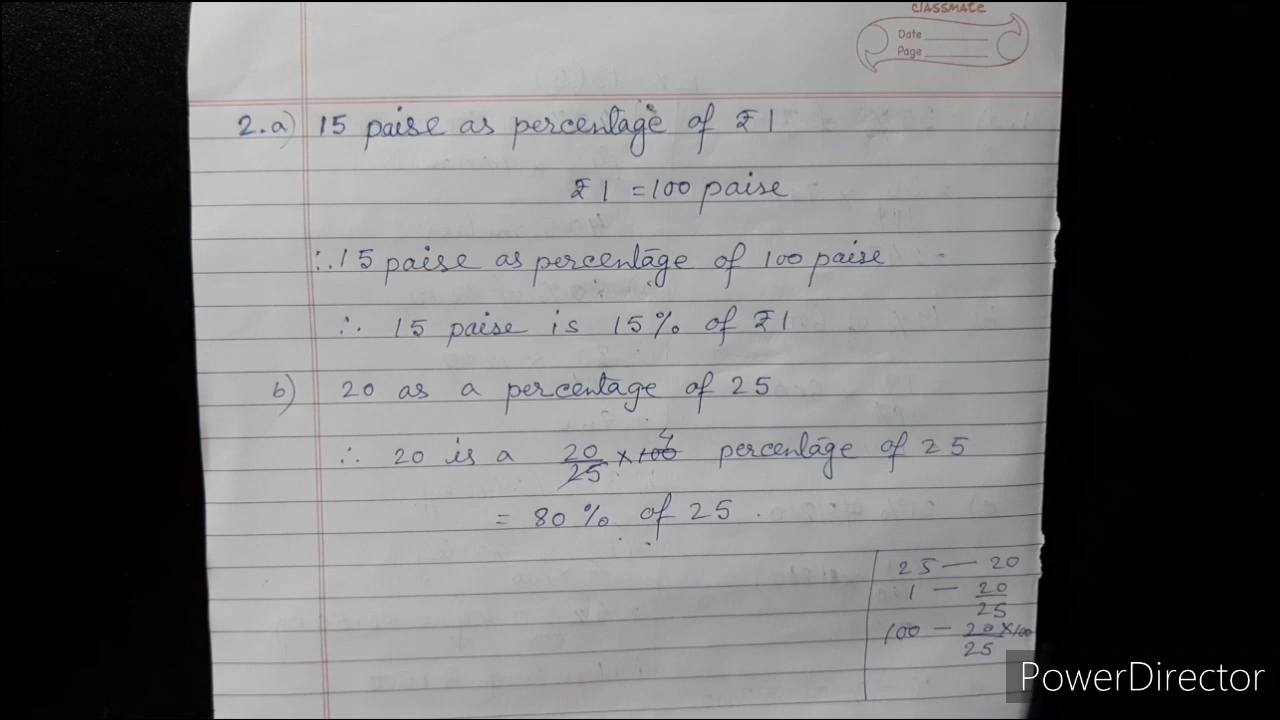 classmate
Date
Page
2. a) 15 paise as percentage of ₹ 1
₹ 1 = 100 paise
∴ 15 paise as percentage of 100 paise
∴ 15 paise is 15% of ₹ 1
b) 20 as a percentage of 25
∴ 20 is a 20/25 × 100 4 percentage of 25
= 80% of 25.
25 — 20
1 — 20/25
100 — 20×100/25
PowerDirector